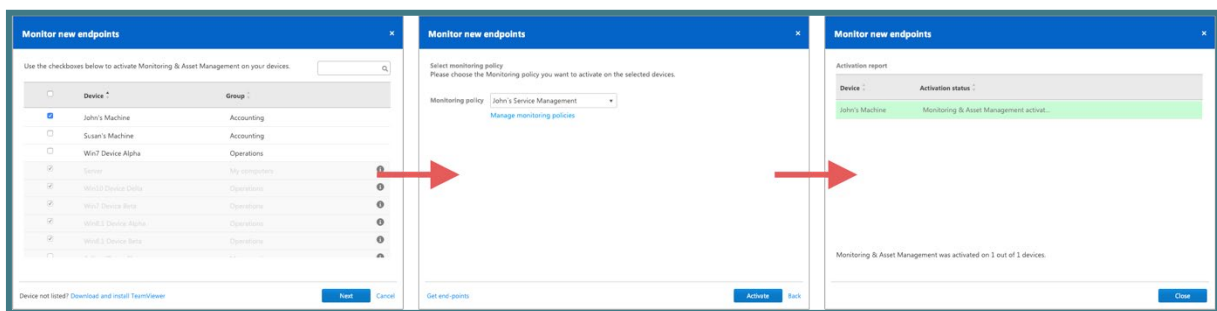 Monitor new endpoints ×
Use the checkboxes below to activate Monitoring & Asset Management on your devices.
Device Group
John's Machine Accounting
Susan's Machine Accounting
Win7 Device Alpha Operations
Server My computers
Win10 Device Delta Operations
Win7 Device Beta Operations
Win8.1 Device Alpha Operations
Win8.1 Device Beta Operations
Device not listed? Download and install TeamViewer Next Cancel
Monitor new endpoints ×
Select monitoring policy
Please choose the Monitoring policy you want to activate on the selected devices.
Monitoring policy John's Service Management
Manage monitoring policies
Get end-points Activate Back
Monitor new endpoints ×
Activation report
Device Activation status
John's Machine Monitoring & Asset Management activat...
Monitoring & Asset Management was activated on 1 out of 1 devices.
Close